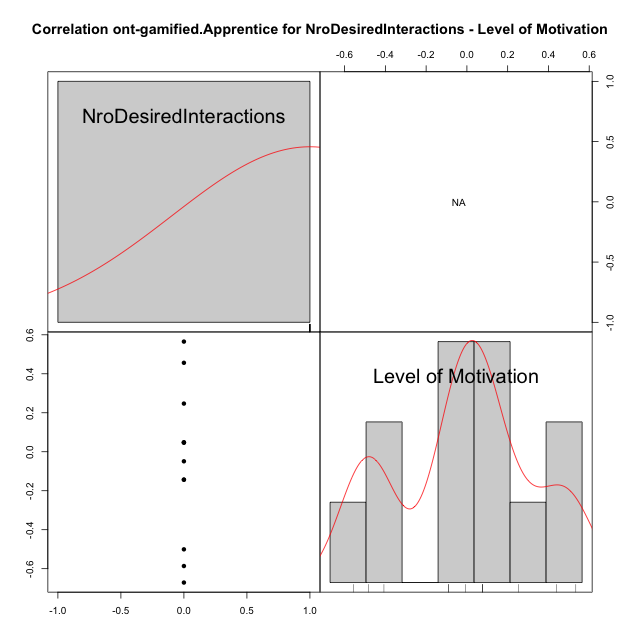 Correlation ont-gamified.Apprentice for NroDesiredInteractions - Level of Motivation
-0.6 -0.4 -0.2 0.0 0.2 0.4 0.6
NroDesiredInteractions
NA
1.0
0.5
0.0
-0.5
-1.0
Level of Motivation
0.6
0.4
0.2
0.0
-0.2
-0.4
-0.6
-1.0 -0.5 0.0 0.5 1.0